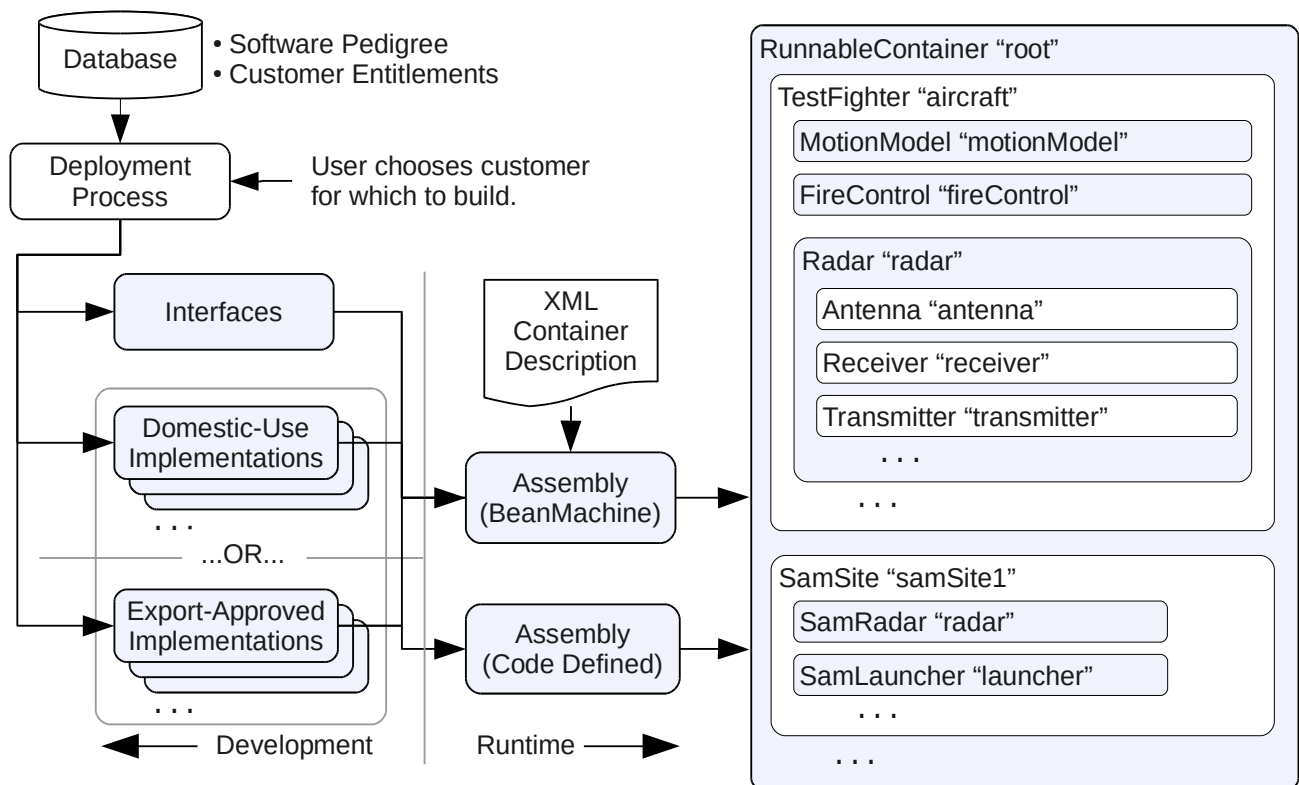 Database
• Software Pedigree
• Customer Entitlements
Deployment
Process
User chooses customer
for which to build.
Interfaces
Domestic-Use
Implementations
. . .
...OR...
Export-Approved
Implementations
. . .
Development
Runtime
XML
Container
Description
Assembly
(BeanMachine)
Assembly
(Code Defined)
RunnableContainer “root”
TestFighter “aircraft”
MotionModel “motionModel”
FireControl “fireControl”
Radar “radar”
Antenna “antenna”
Receiver “receiver”
Transmitter “transmitter”
. . .
. . .
SamSite “samSite1”
SamRadar “radar”
SamLauncher “launcher”
. . .
. . .